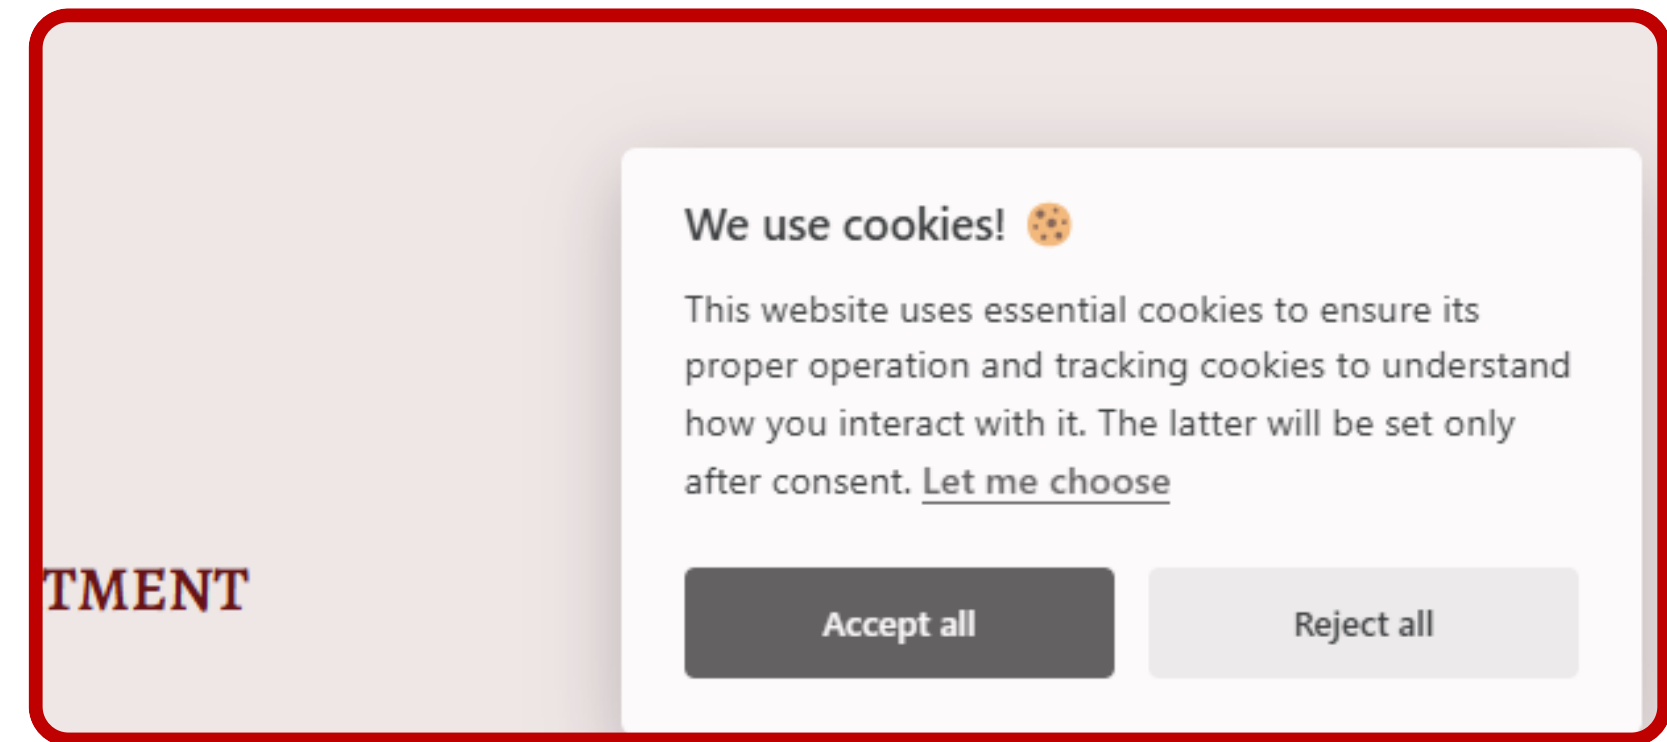 We use cookies!
This website uses essential cookies to ensure its
proper operation and tracking cookies to understand
how you interact with it. The latter will be set only
after consent. Let me choose
TMENT
Accept all
Reject all